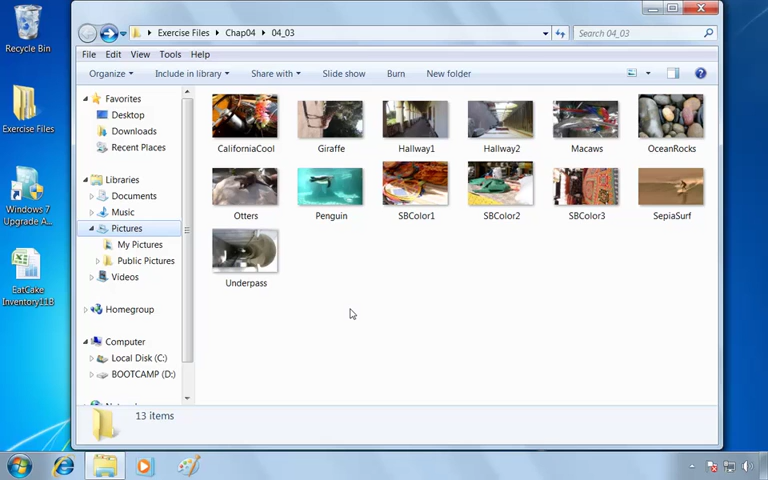 Recycle Bin
Exercise Files
Windows 7
Upgrade A...
EatCake
Inventory11B
Exercise Files
Chap04
04_03
Search 04_03
File
Edit
View
Tools
Help
Organize
Include in library
Share with
Slide show
Burn
New folder
Favorites
Desktop
Downloads
Recent Places
Libraries
Documents
Music
Pictures
My Pictures
Public Pictures
Videos
Homegroup
Computer
Local Disk (C:)
BOOTCAMP (D:)
CaliforniaCool
Giraffe
Hallway1
Hallway2
Macaws
OceanRocks
Otters
Penguin
SBColor1
SBColor2
SBColor3
SepiaSurf
Underpass
13 items